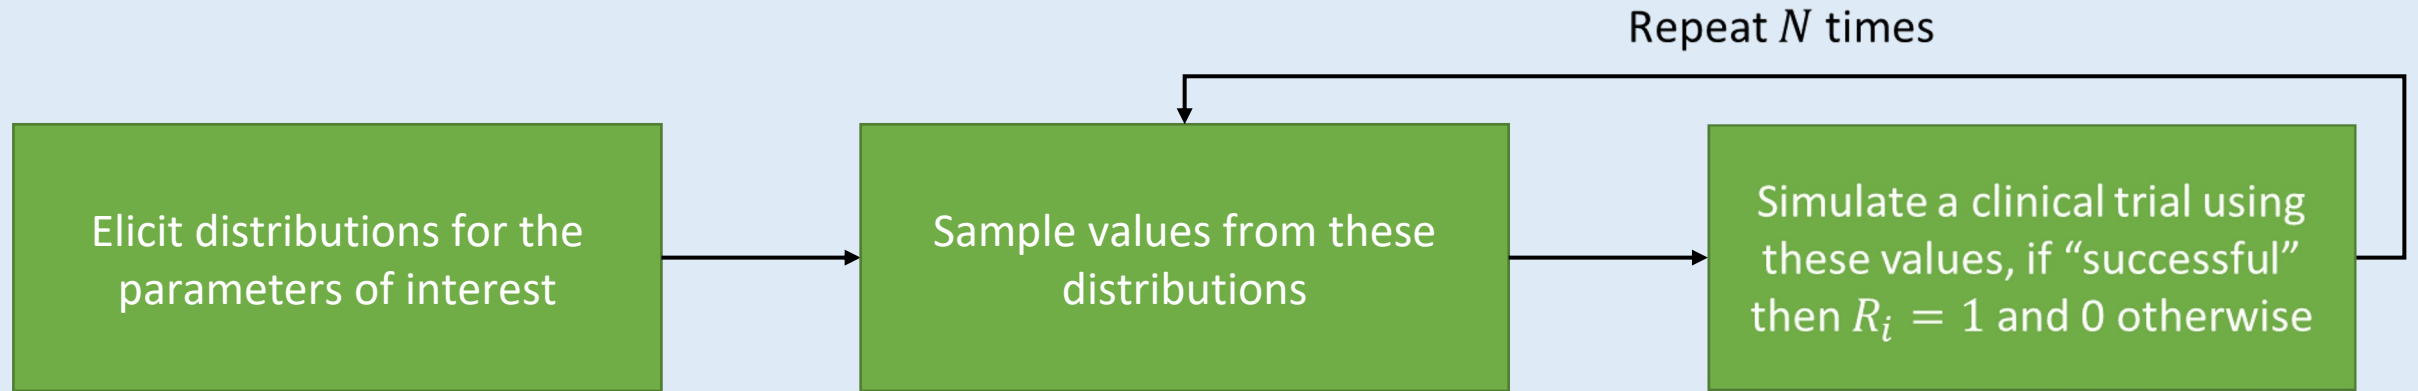 Repeat N times
Elicit distributions for the
parameters of interest
Sample values from these
distributions
Simulate a clinical trial using
these values, if “successful”
then R_i = 1 and 0 otherwise